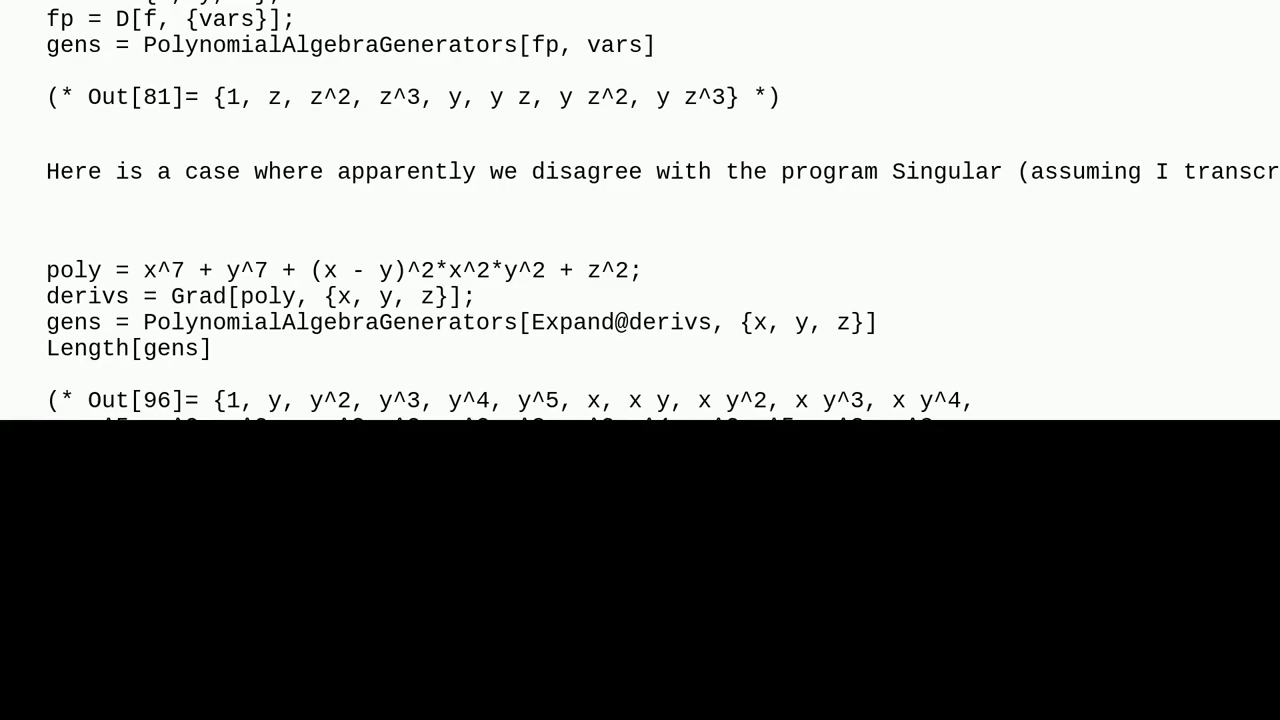 fp = D[f, {vars}];
gens = PolynomialAlgebraGenerators[fp, vars]
(* Out[81]= {1, z, z^2, z^3, y, y z, y z^2, y z^3} *)
Here is a case where apparently we disagree with the program Singular (assuming I transcr
poly = x^7 + y^7 + (x - y)^2*x^2*y^2 + z^2;
derivs = Grad[poly, {x, y, z}];
gens = PolynomialAlgebraGenerators[Expand@derivs, {x, y, z}]
Length[gens]
(* Out[96]= {1, y, y^2, y^3, y^4, y^5, x, x y, x y^2, x y^3, x y^4,